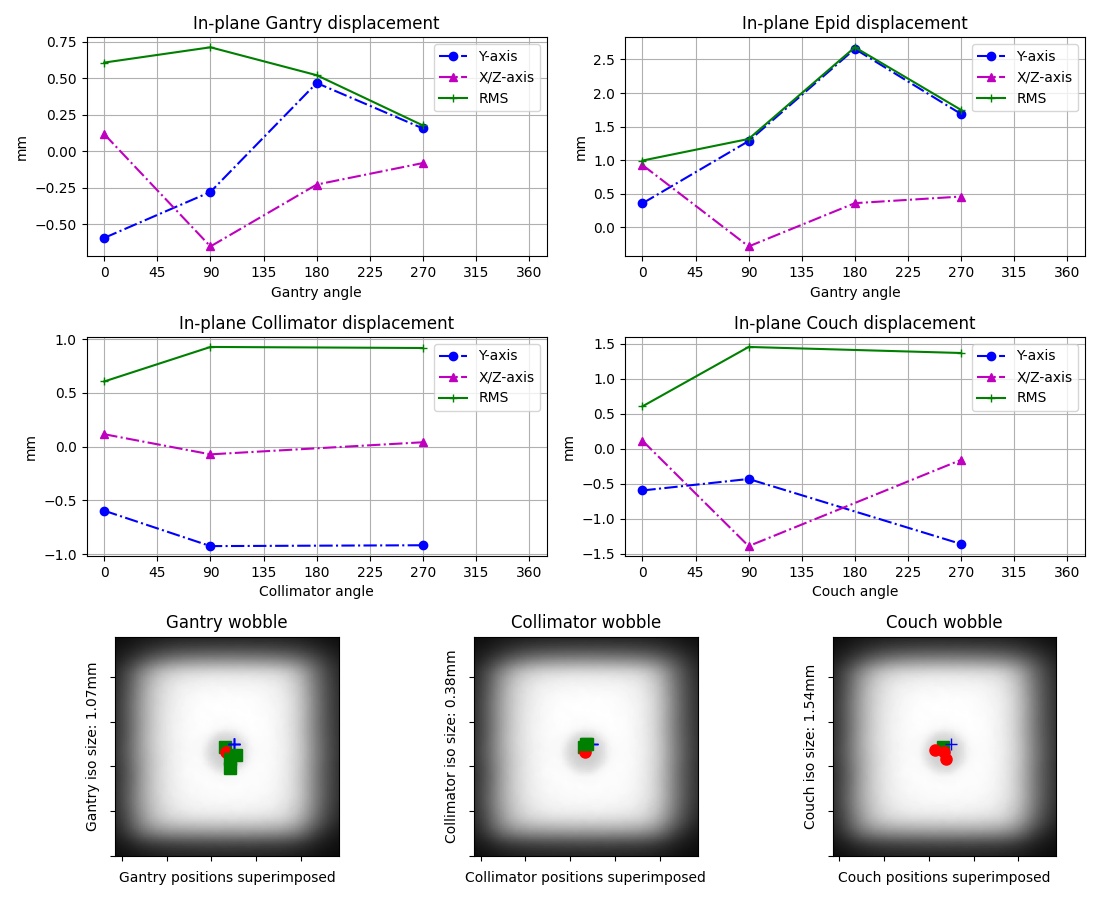 In-plane Gantry displacement
mm
0.75
0.50
0.25
0.00
−0.25
−0.50
Y-axis
X/Z-axis
RMS
0 45 90 135 180 225 270 315 360
Gantry angle
In-plane Epid displacement
mm
2.5
2.0
1.5
1.0
0.5
0.0
Y-axis
X/Z-axis
RMS
0 45 90 135 180 225 270 315 360
Gantry angle
In-plane Collimator displacement
mm
1.0
0.5
0.0
−0.5
−1.0
Y-axis
X/Z-axis
RMS
0 45 90 135 180 225 270 315 360
Collimator angle
In-plane Couch displacement
mm
1.5
1.0
0.5
0.0
−0.5
−1.0
−1.5
Y-axis
X/Z-axis
RMS
0 45 90 135 180 225 270 315 360
Couch angle
Gantry wobble
Gantry iso size: 1.07mm
Gantry positions superimposed
Collimator wobble
Collimator iso size: 0.38mm
Collimator positions superimposed
Couch wobble
Couch iso size: 1.54mm
Couch positions superimposed